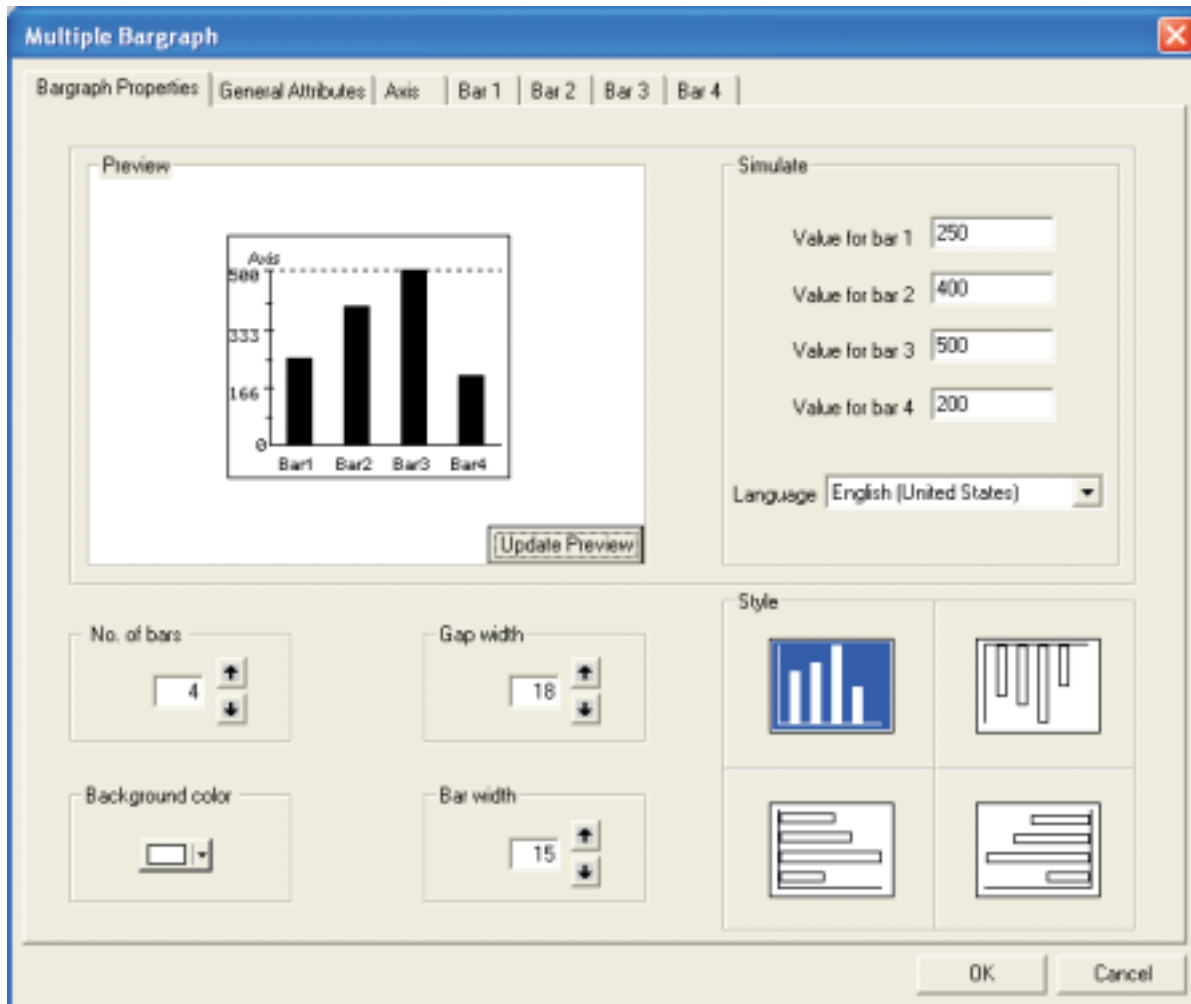 Multiple Bargraph
Bargraph Properties General Attributes Axis Bar 1 Bar 2 Bar 3 Bar 4
Preview
Axis
500
333
166
0
Bar1 Bar2 Bar3 Bar4
Update Preview
Simulate
Value for bar 1 250
Value for bar 2 400
Value for bar 3 500
Value for bar 4 200
Language English (United States)
No. of bars
4
Gap width
18
Background color
Bar width
15
Style
OK Cancel